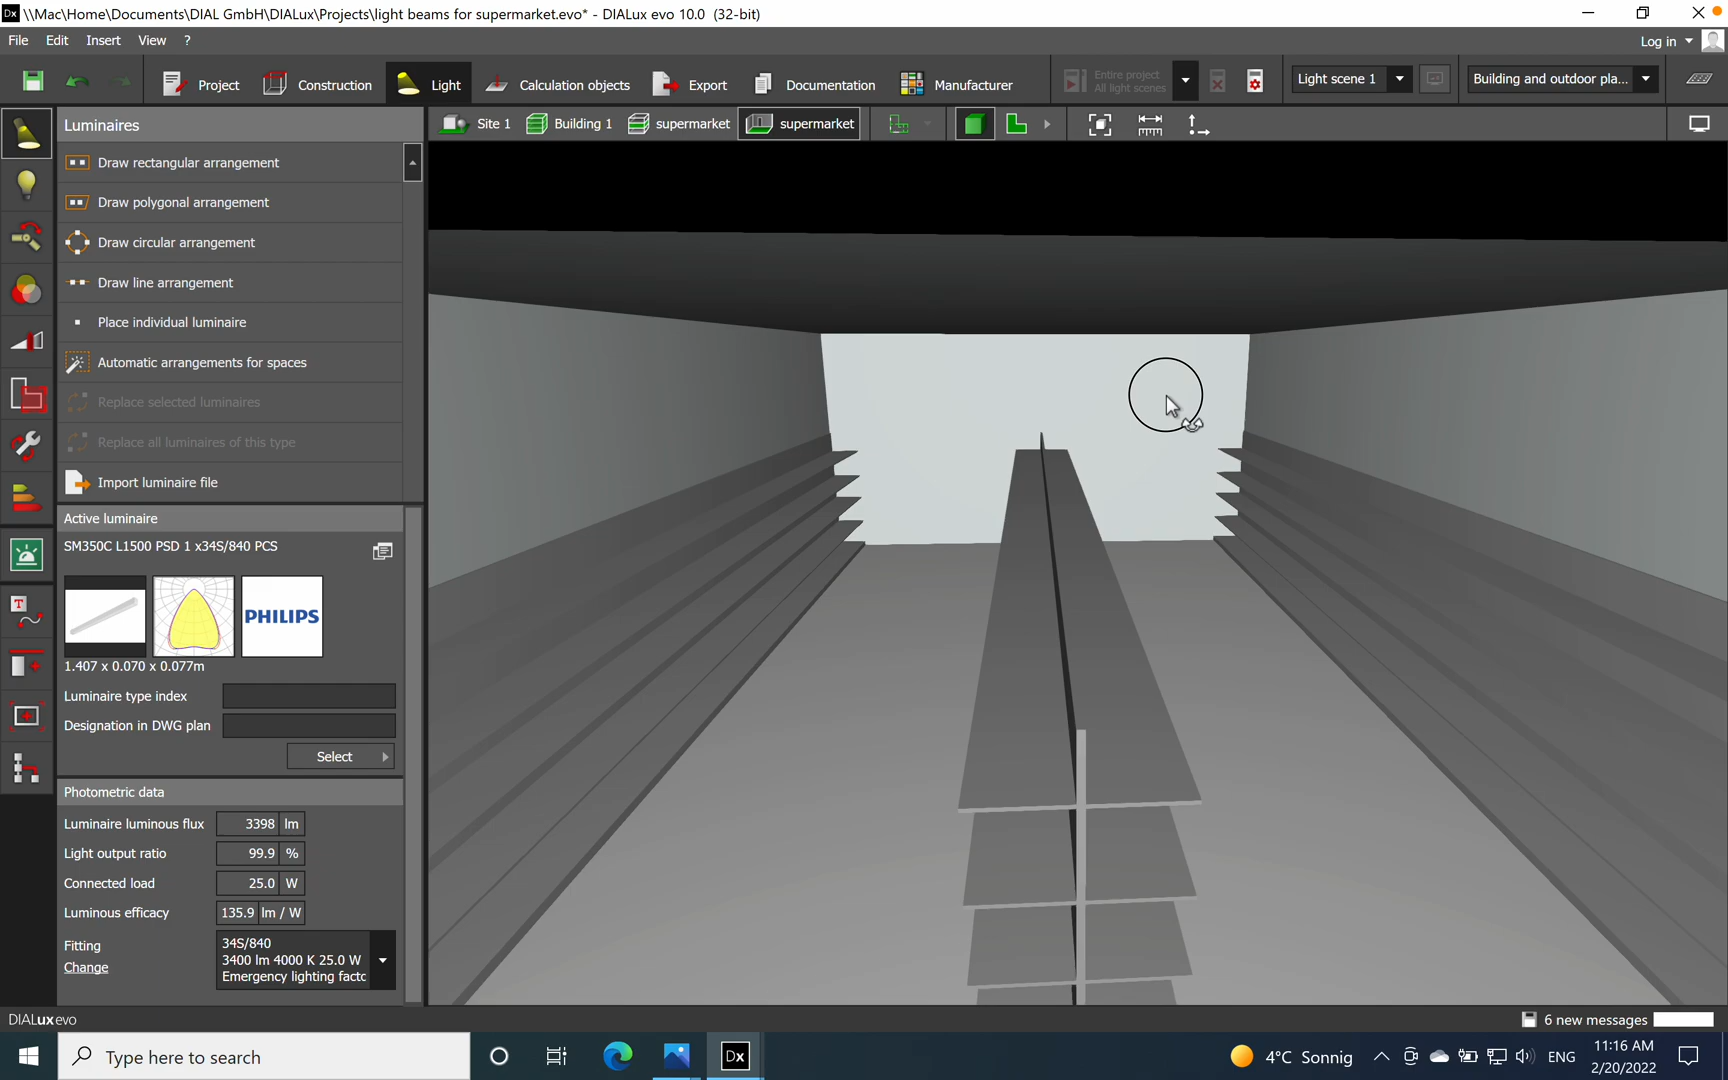 \\Mac\Home\Documents\DIAL GmbH\DIALux\Projects\light beams for supermarket.evo* - DIALux evo 10.0  (32-bit)
File Edit Insert View ?
Log in
Project Construction Light Calculation objects Export Documentation Manufacturer
Entire project
All light scenes
Light scene 1
Building and outdoor pla...
Site 1 Building 1 supermarket supermarket
Luminaires
Draw rectangular arrangement
Draw polygonal arrangement
Draw circular arrangement
Draw line arrangement
Place individual luminaire
Automatic arrangements for spaces
Replace selected luminaires
Replace all luminaires of this type
Import luminaire file
Active luminaire
SM350C L1500 PSD 1 x34S/840 PCS
PHILIPS
1.407 x 0.070 x 0.077m
Luminaire type index
Designation in DWG plan
Select
Photometric data
Luminaire luminous flux 3398 lm
Light output ratio 99.9 %
Connected load 25.0 W
Luminous efficacy 135.9 lm / W
Fitting
Change
34S/840
3400 lm 4000 K 25.0 W
Emergency lighting factc
DIALux evo
6 new messages
Type here to search
Dx
4°C Sonnig
ENG
11:16 AM
2/20/2022